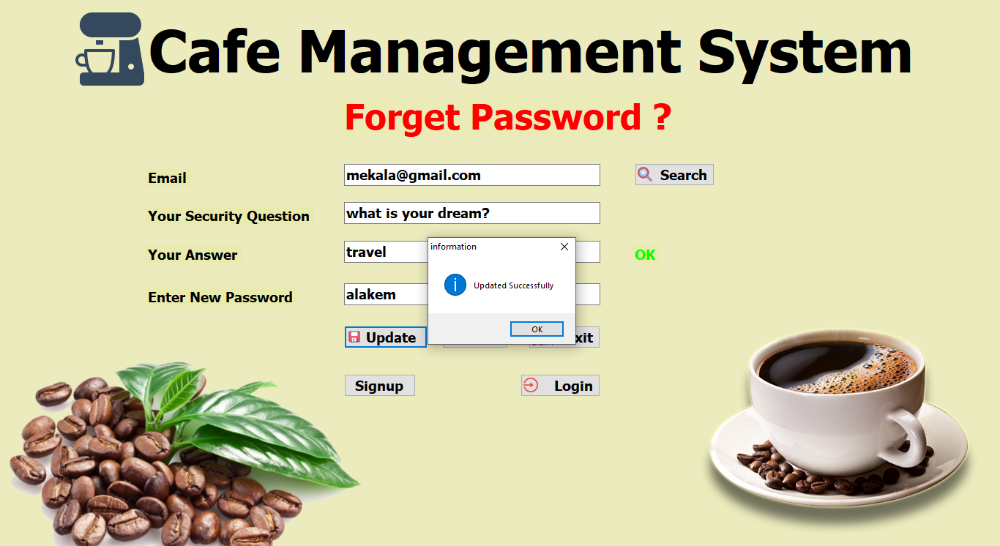 Cafe Management System
Forget Password ?
Email
mekala@gmail.com
Search
Your Security Question
what is your dream?
Your Answer
travel
OK
Enter New Password
alakem
information
Updated Successfully
OK
Update
xit
Signup
Login